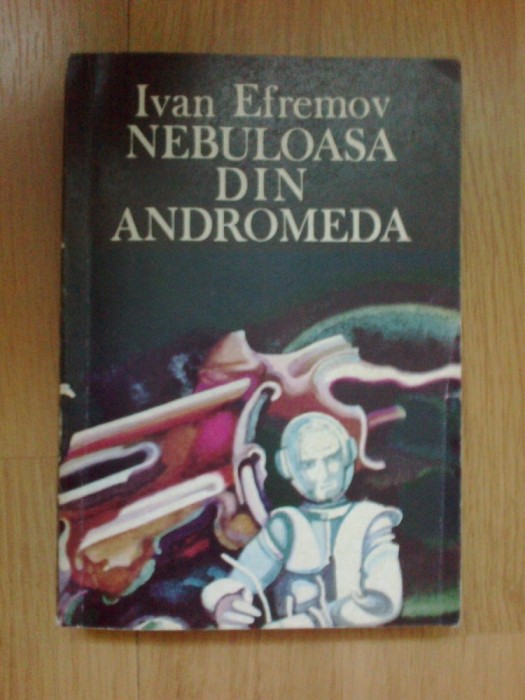 Ivan Efremov
NEBULOASA
DIN
ANDROMEDA